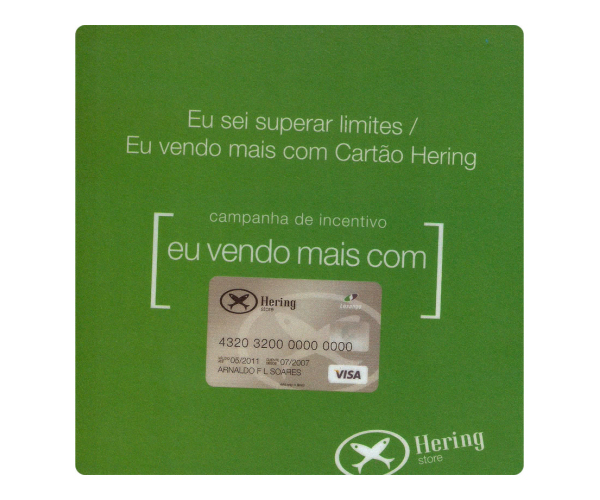 Eu sei superar limites /
Eu vendo mais com Cartão Hering
campanha de incentivo
eu vendo mais com
Hering
store
4320 3200 0000 0000
06/2011 07/2007
ARNALDO F L SOARES
VISA
Hering
store